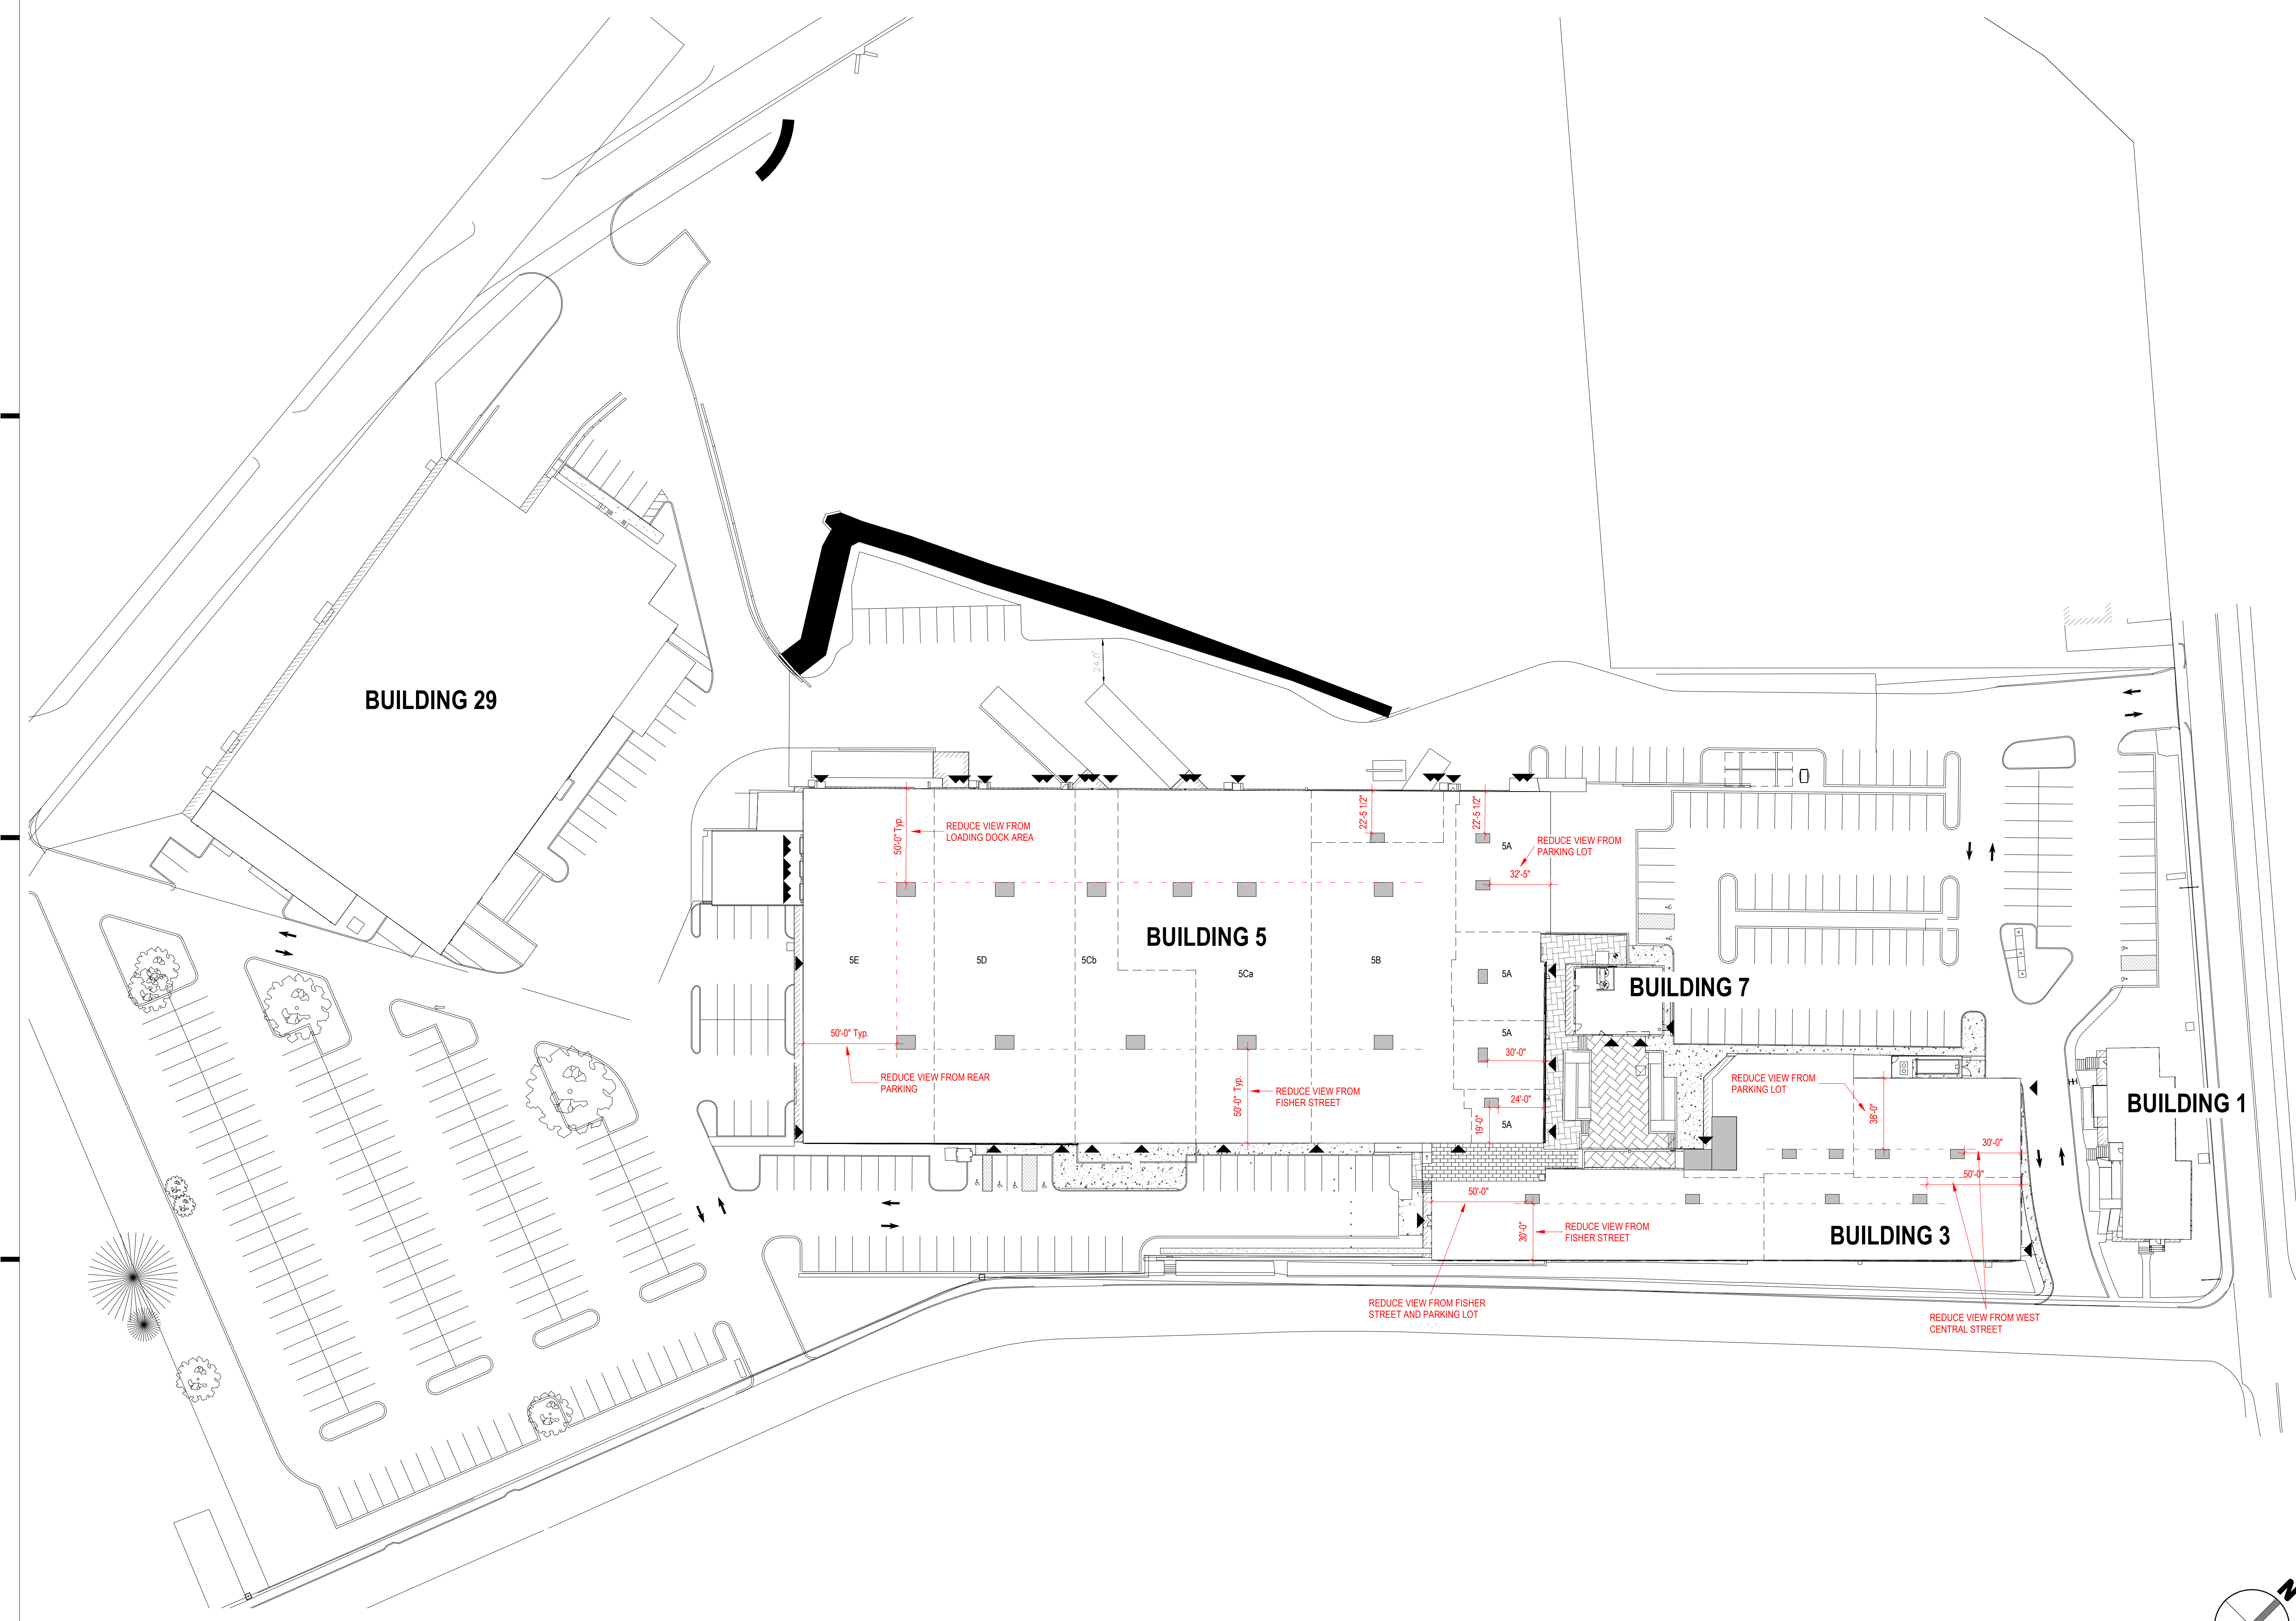 24.0'
BUILDING 29
50'-0" Typ.
REDUCE VIEW FROM
LOADING DOCK AREA
22'-5 1/2"
22'-5 1/2"
5A
REDUCE VIEW FROM
PARKING LOT
32'-5"
BUILDING 5
5E
5D
5Cb
5Ca
5B
5A
BUILDING 7
50'-0" Typ.
5A
30'-0"
REDUCE VIEW FROM REAR
PARKING
50'-0" Typ.
REDUCE VIEW FROM
FISHER STREET
24'-0"
19'-0"
5A
REDUCE VIEW FROM
PARKING LOT
38'-0"
BUILDING 1
30'-0"
50'-0"
50'-0"
30'-0"
REDUCE VIEW FROM
FISHER STREET
BUILDING 3
REDUCE VIEW FROM FISHER
STREET AND PARKING LOT
REDUCE VIEW FROM WEST
CENTRAL STREET
N